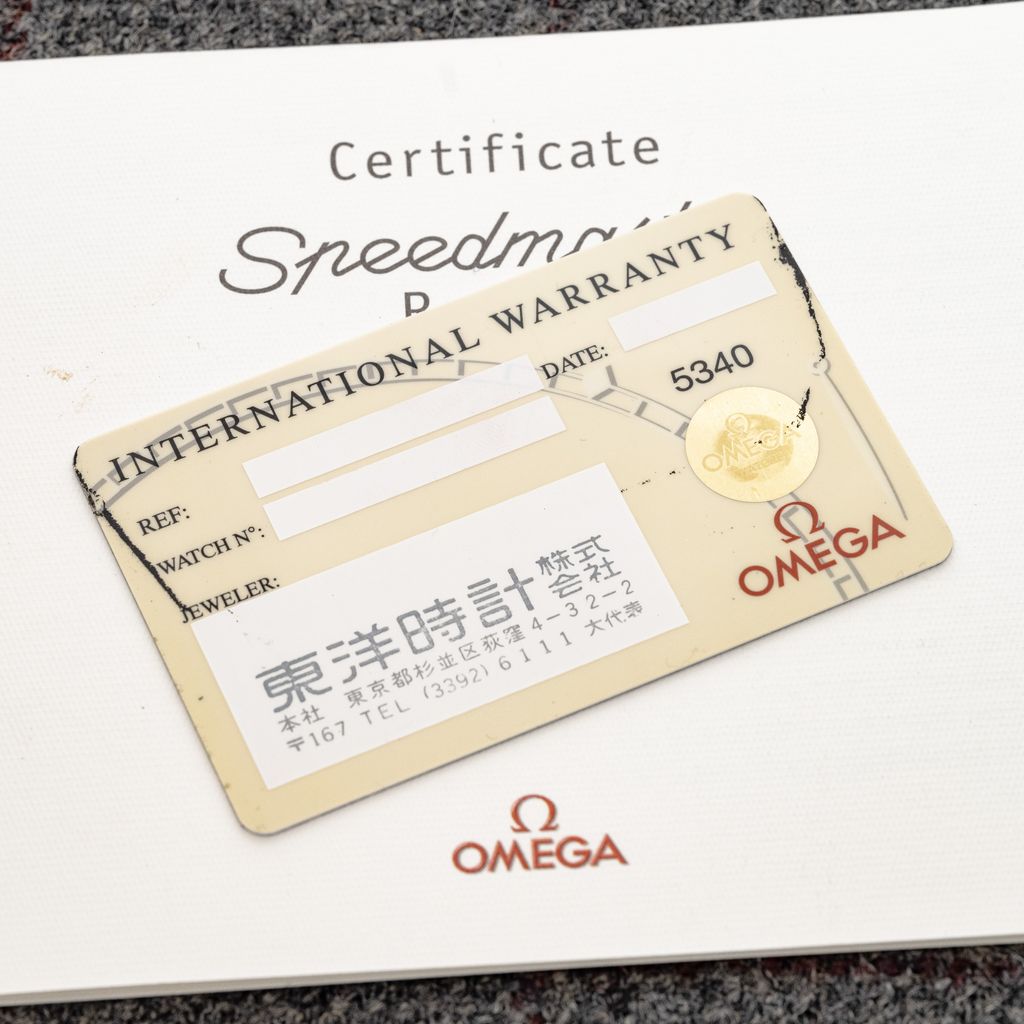 Certificate
Speedma
P
INTERNATIONAL WARRANTY
DATE:
5340
REF:
WATCH Nº:
JEWELER:
OMEGA
OMEGA
東洋時計株式会社
本社 東京都杉並区荻窪4-32-2
〒167 TEL (3392) 6111 大代表
OMEGA